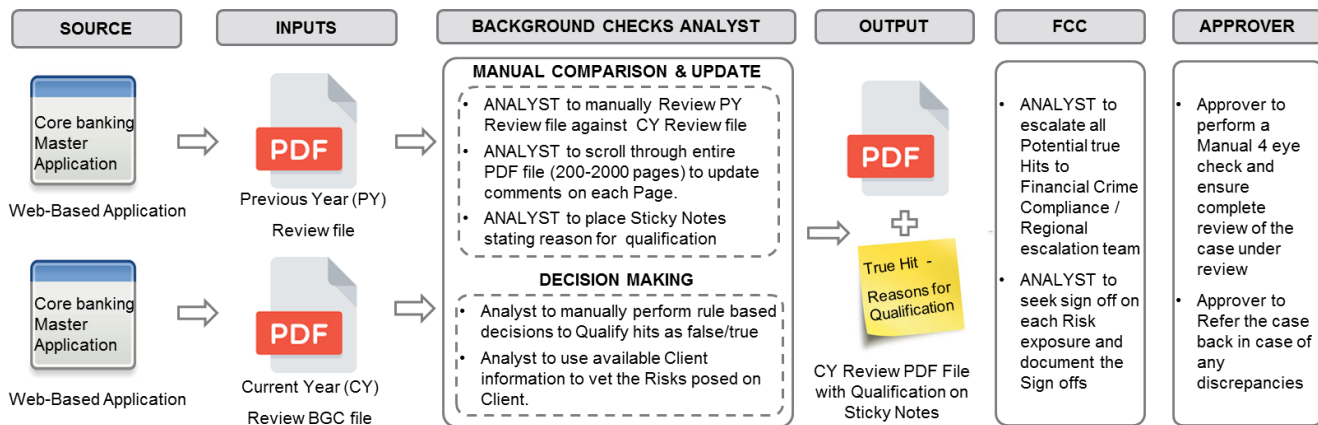 SOURCE
INPUTS
BACKGROUND CHECKS ANALYST
OUTPUT
FCC
APPROVER
Core banking
Master
Application
Web-Based Application
PDF
Previous Year (PY)
Review file
Core banking
Master
Application
Web-Based Application
PDF
Current Year (CY)
Review BGC file
MANUAL COMPARISON & UPDATE
• ANALYST to manually Review PY
Review file against CY Review file
• ANALYST to scroll through entire
PDF file (200-2000 pages) to update
comments on each Page.
• ANALYST to place Sticky Notes
stating reason for qualification
DECISION MAKING
• Analyst to manually perform rule based
decisions to Qualify hits as false/true
• Analyst to use available Client
information to vet the Risks posed on
Client.
PDF
True Hit -
Reasons for
Qualification
CY Review PDF File
with Qualification on
Sticky Notes
• ANALYST to
escalate all
Potential true
Hits to
Financial Crime
Compliance /
Regional
escalation team
• ANALYST to
seek sign off on
each Risk
exposure and
document the
Sign offs
• Approver to
perform a
Manual 4 eye
check and
ensure
complete
review of the
case under
review
• Approver to
Refer the case
back in case of
any
discrepancies